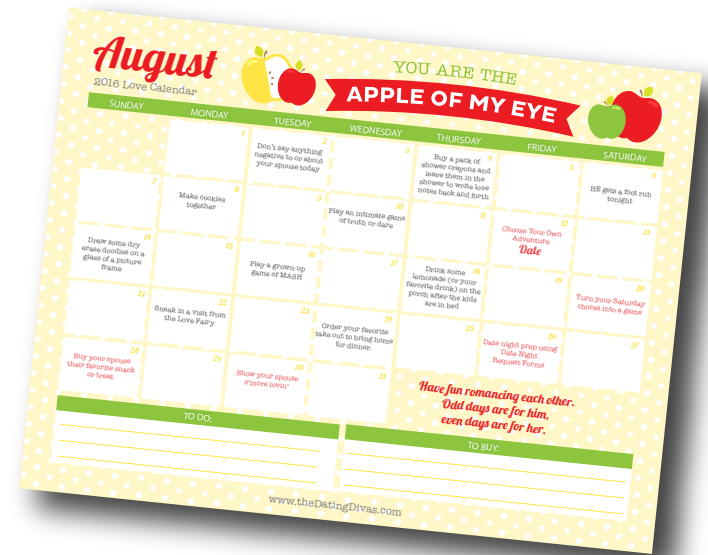 August
2016 Love Calendar
YOU ARE THE
APPLE OF MY EYE
SUNDAY
MONDAY
TUESDAY
WEDNESDAY
THURSDAY
FRIDAY
SATURDAY
1
2
Don't say anything
negative to or about
your spouse today
3
4
Buy a pack of
shower crayons and
leave them in the
shower to write love
notes back and forth
5
6
HE gets a foot rub
tonight
7
8
Make cookies
together
9
10
Play an intimate game
of truth or dare
11
12
Choose Your Own
Adventure
Date
13
14
Draw some dry
erase doodles on a
glass of a picture
frame
15
16
Play a grown-up
game of MASH
17
18
Drink some
lemonade (or your
favorite drink) on the
porch after the kids
are in bed
19
20
Turn your Saturday
chores into a game
21
22
Sneak in a visit from
the Love Fairy
23
24
Order your favorite
take out to bring home
for dinner.
25
26
Date night prep using
Date Night
Request Forms
27
28
Buy your spouse
their favorite snack
or treat
29
30
Show your spouse
s'more lovin'
31
Have fun romancing each other.
Odd days are for him,
even days are for her.
TO DO:
TO BUY:
www.theDatingDivas.com